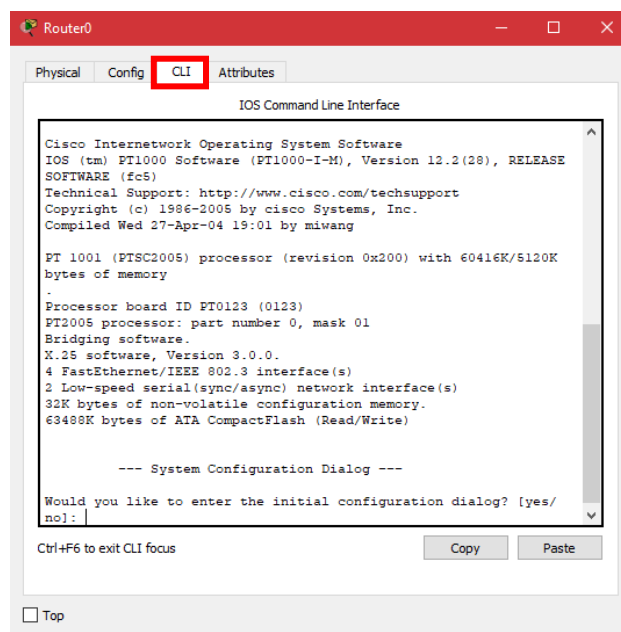 Router0
Physical Config CLI Attributes
IOS Command Line Interface
Cisco Internetwork Operating System Software
IOS (tm) PT1000 Software (PT1000-I-M), Version 12.2(28), RELEASE
SOFTWARE (fc5)
Technical Support: http://www.cisco.com/techsupport
Copyright (c) 1986-2005 by cisco Systems, Inc.
Compiled Wed 27-Apr-04 19:01 by miwang
PT 1001 (PTSC2005) processor (revision 0x200) with 60416K/5120K
bytes of memory
.
Processor board ID PT0123 (0123)
PT2005 processor: part number 0, mask 01
Bridging software.
X.25 software, Version 3.0.0.
4 FastEthernet/IEEE 802.3 interface(s)
2 Low-speed serial(sync/async) network interface(s)
32K bytes of non-volatile configuration memory.
63488K bytes of ATA CompactFlash (Read/Write)
--- System Configuration Dialog ---
Would you like to enter the initial configuration dialog? [yes/
no]:
Ctrl+F6 to exit CLI focus Copy Paste
Top